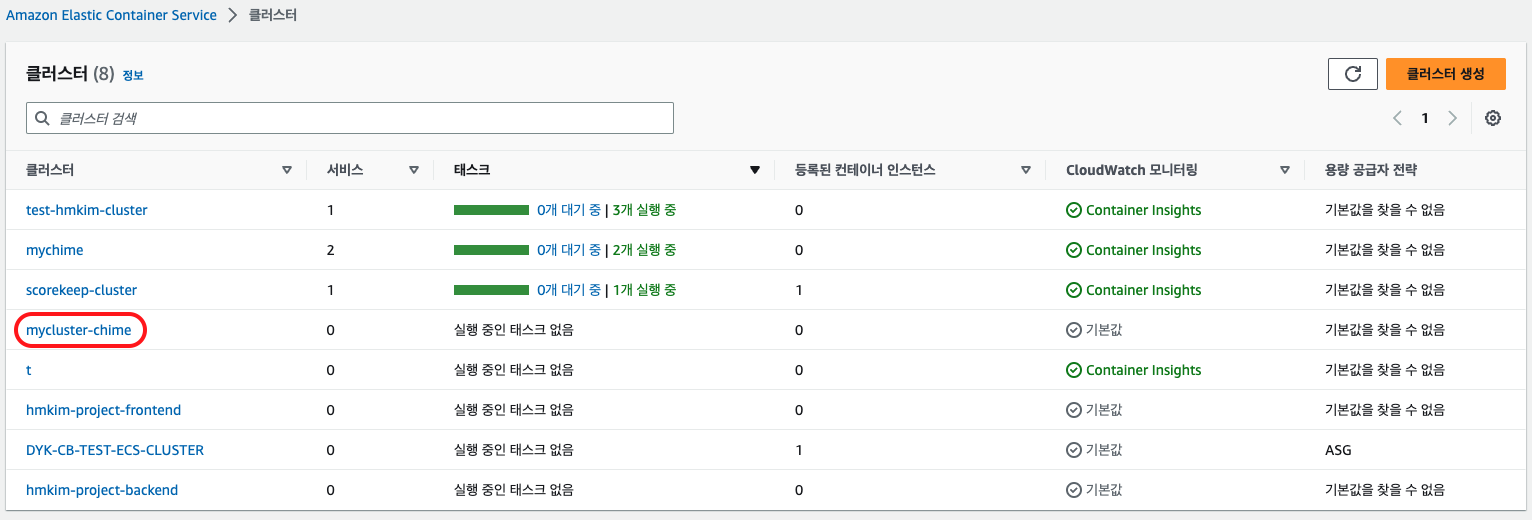 Amazon Elastic Container Service > 클러스터
클러스터 (8) 정보
클러스터 생성
클러스터 검색
1
클러스터 서비스 태스크 등록된 컨테이너 인스턴스 CloudWatch 모니터링 용량 공급자 전략
test-hmkim-cluster 1 0개 대기 중 | 3개 실행 중 0 Container Insights 기본값을 찾을 수 없음
mychime 2 0개 대기 중 | 2개 실행 중 0 Container Insights 기본값을 찾을 수 없음
scorekeep-cluster 1 0개 대기 중 | 1개 실행 중 1 Container Insights 기본값을 찾을 수 없음
mycluster-chime 0 실행 중인 태스크 없음 0 기본값 기본값을 찾을 수 없음
t 0 실행 중인 태스크 없음 0 Container Insights 기본값을 찾을 수 없음
hmkim-project-frontend 0 실행 중인 태스크 없음 0 기본값 기본값을 찾을 수 없음
DYK-CB-TEST-ECS-CLUSTER 0 실행 중인 태스크 없음 1 기본값 ASG
hmkim-project-backend 0 실행 중인 태스크 없음 0 기본값 기본값을 찾을 수 없음